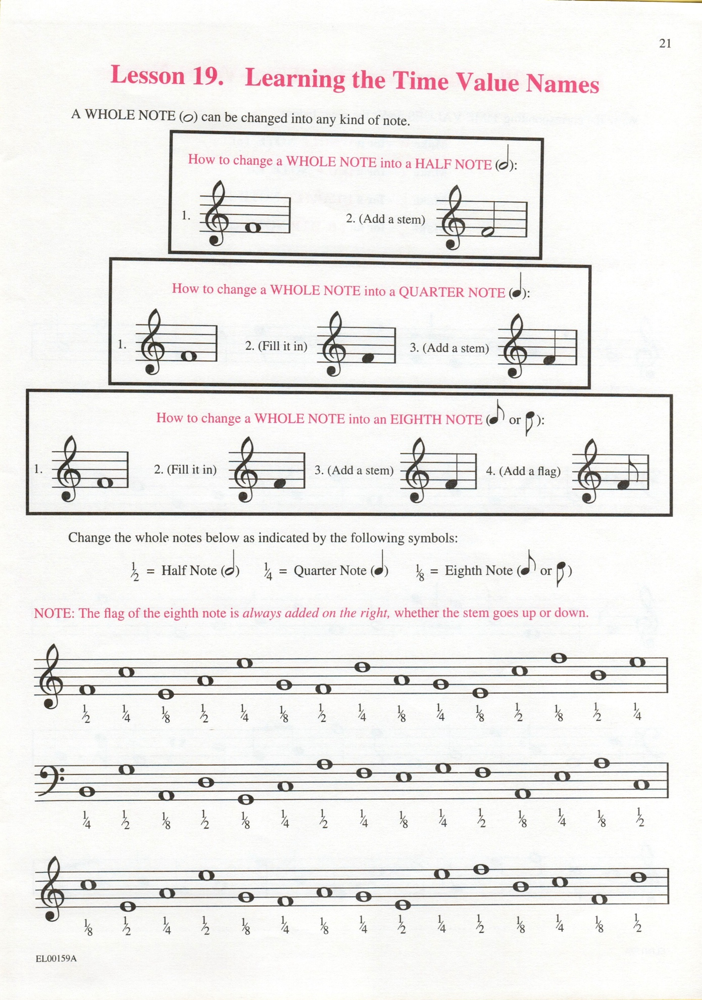 21
Lesson 19. Learning the Time Value Names
A WHOLE NOTE (𝅝) can be changed into any kind of note.
How to change a WHOLE NOTE into a HALF NOTE (𝅗𝅥):
1. 2. (Add a stem)
How to change a WHOLE NOTE into a QUARTER NOTE (♩):
1. 2. (Fill it in) 3. (Add a stem)
How to change a WHOLE NOTE into an EIGHTH NOTE (♪ or ♪):
1. 2. (Fill it in) 3. (Add a stem) 4. (Add a flag)
Change the whole notes below as indicated by the following symbols:
½ = Half Note (𝅗𝅥) ¼ = Quarter Note (♩) ⅛ = Eighth Note (♪ or ♪)
NOTE: The flag of the eighth note is always added on the right, whether the stem goes up or down.
½ ¼ ⅛ ½ ¼ ⅛ ½ ¼ ⅛ ¼ ⅛ ½ ⅛ ½ ¼
¼ ½ ⅛ ½ ⅛ ¼ ½ ¼ ⅛ ¼ ½ ⅛ ¼ ⅛ ½
⅛ ½ ¼ ½ ⅛ ¼ ⅛ ¼ ½ ¼ ½ ⅛ ¼ ⅛ ½
EL00159A